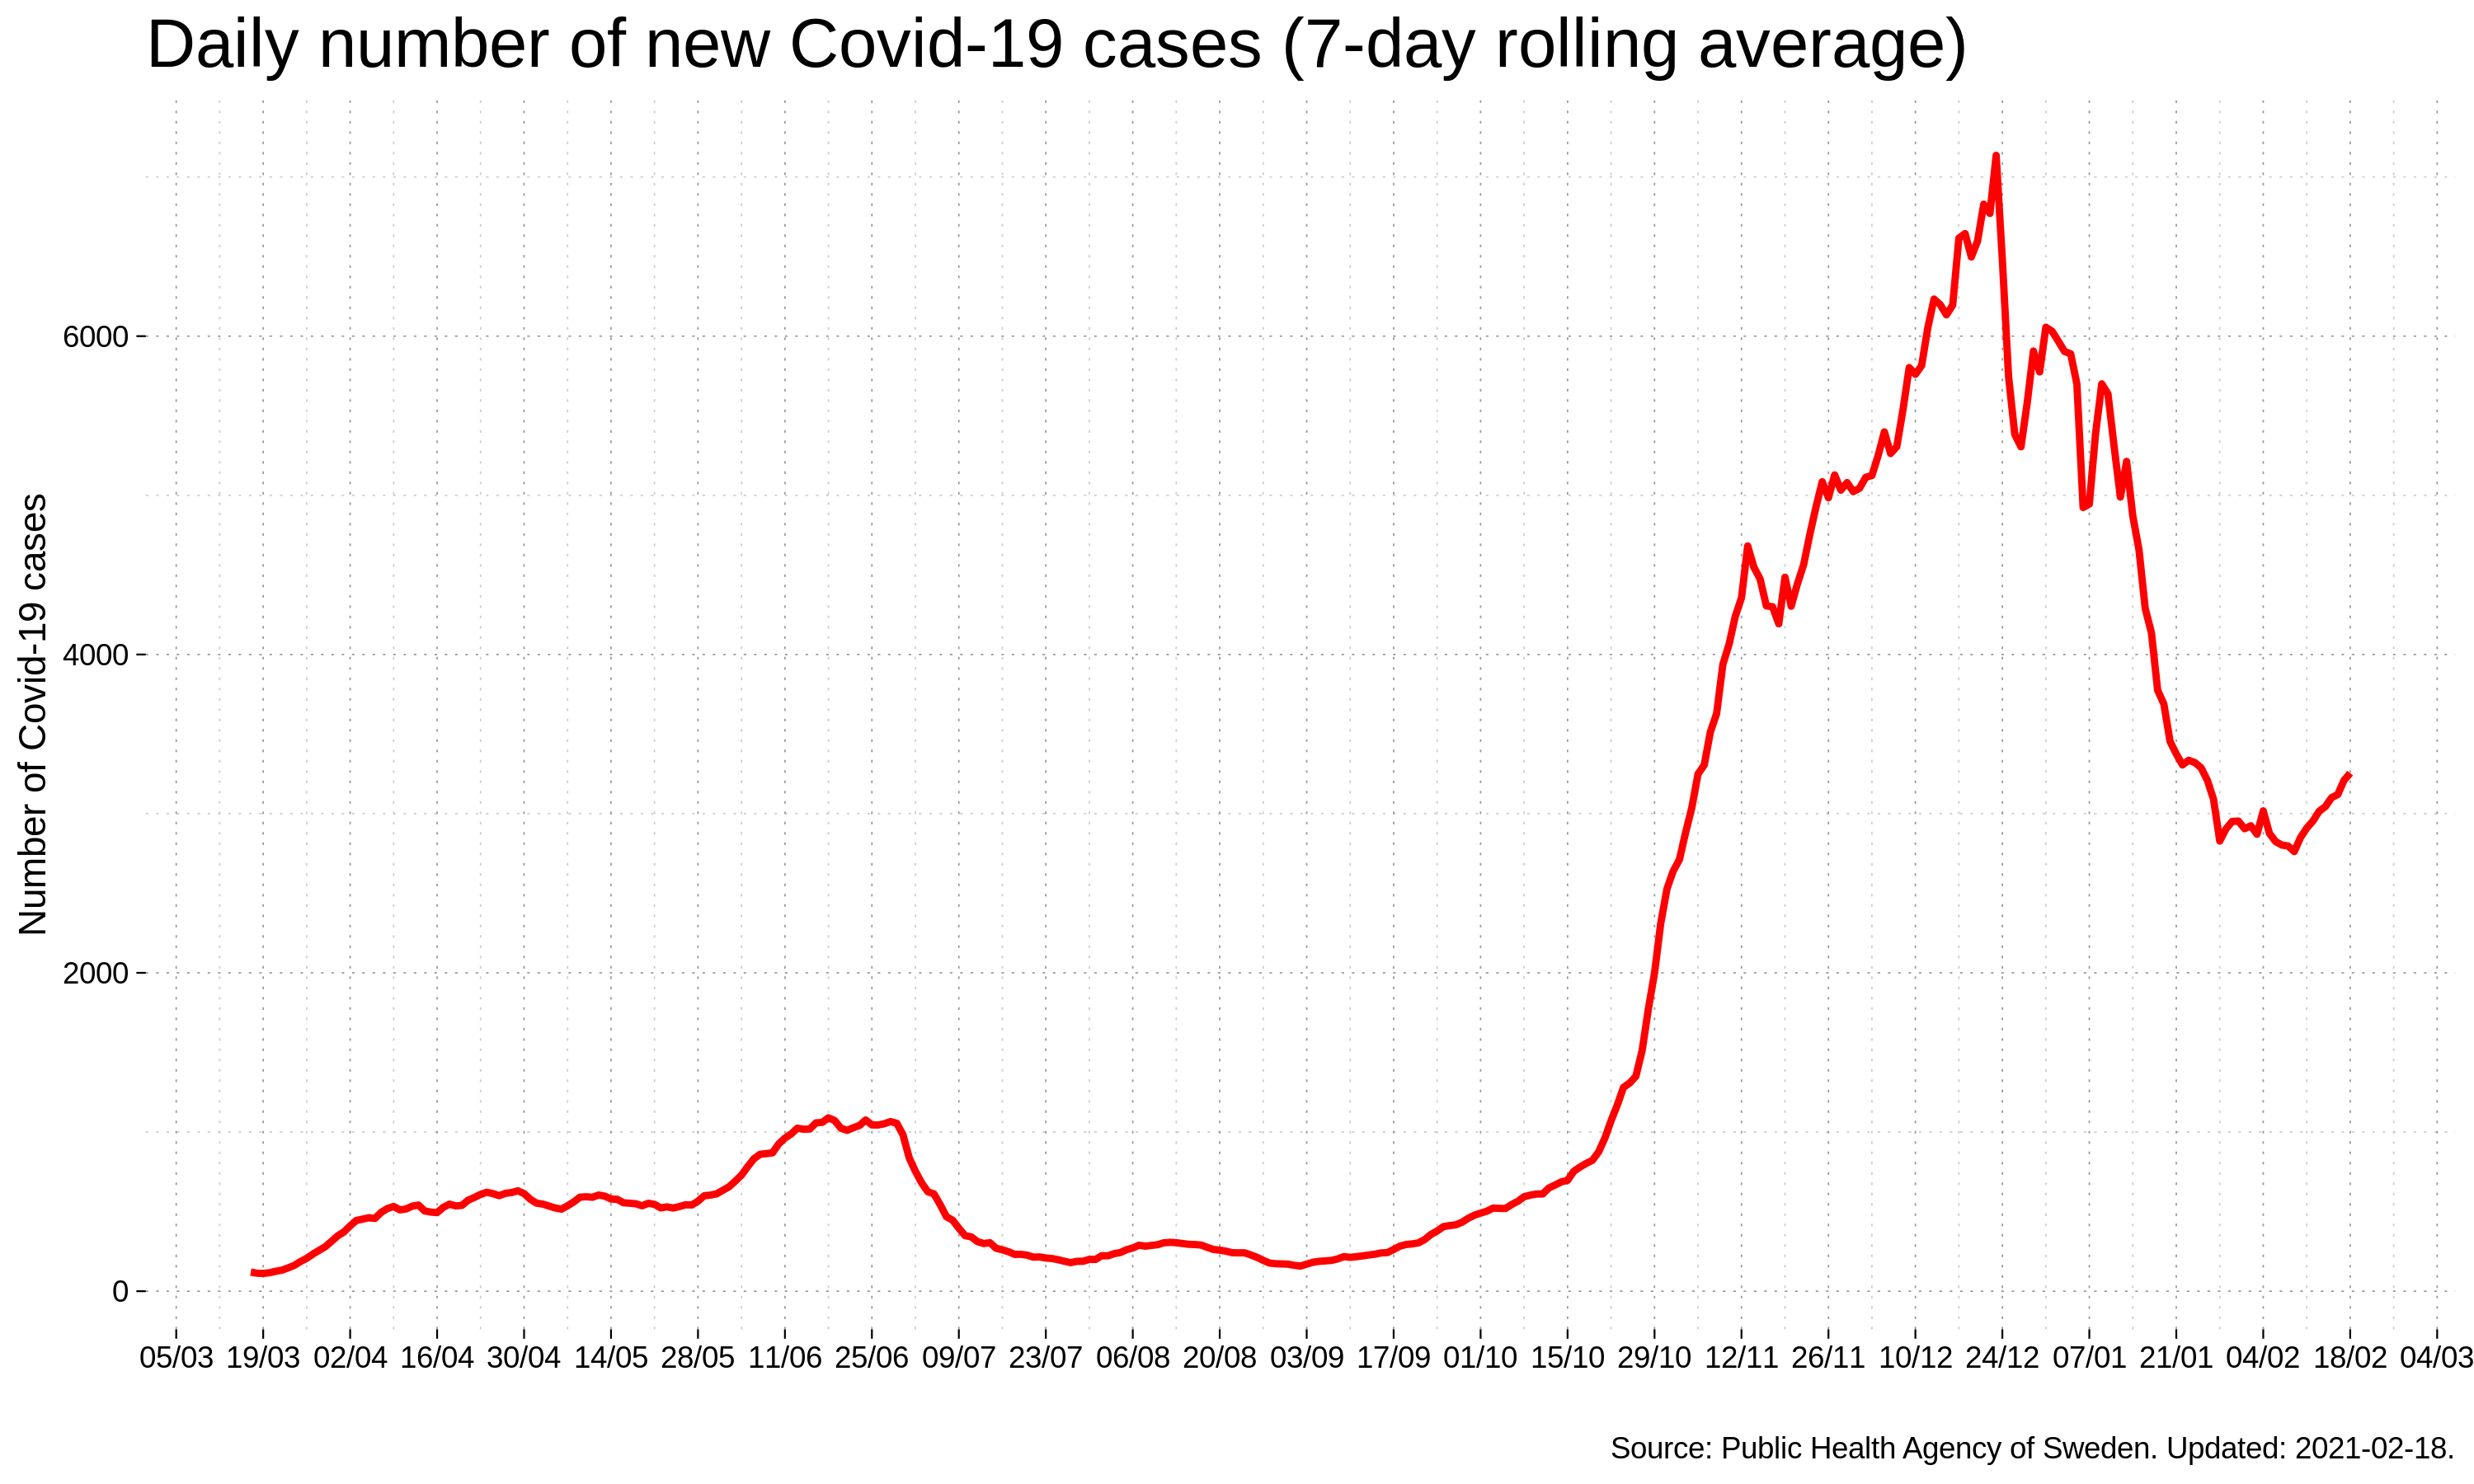 Daily number of new Covid-19 cases (7-day rolling average)
Number of Covid-19 cases
6000
4000
2000
0
05/03 19/03 02/04 16/04 30/04 14/05 28/05 11/06 25/06 09/07 23/07 06/08 20/08 03/09 17/09 01/10 15/10 29/10 12/11 26/11 10/12 24/12 07/01 21/01 04/02 18/02 04/03
Source: Public Health Agency of Sweden. Updated: 2021-02-18.